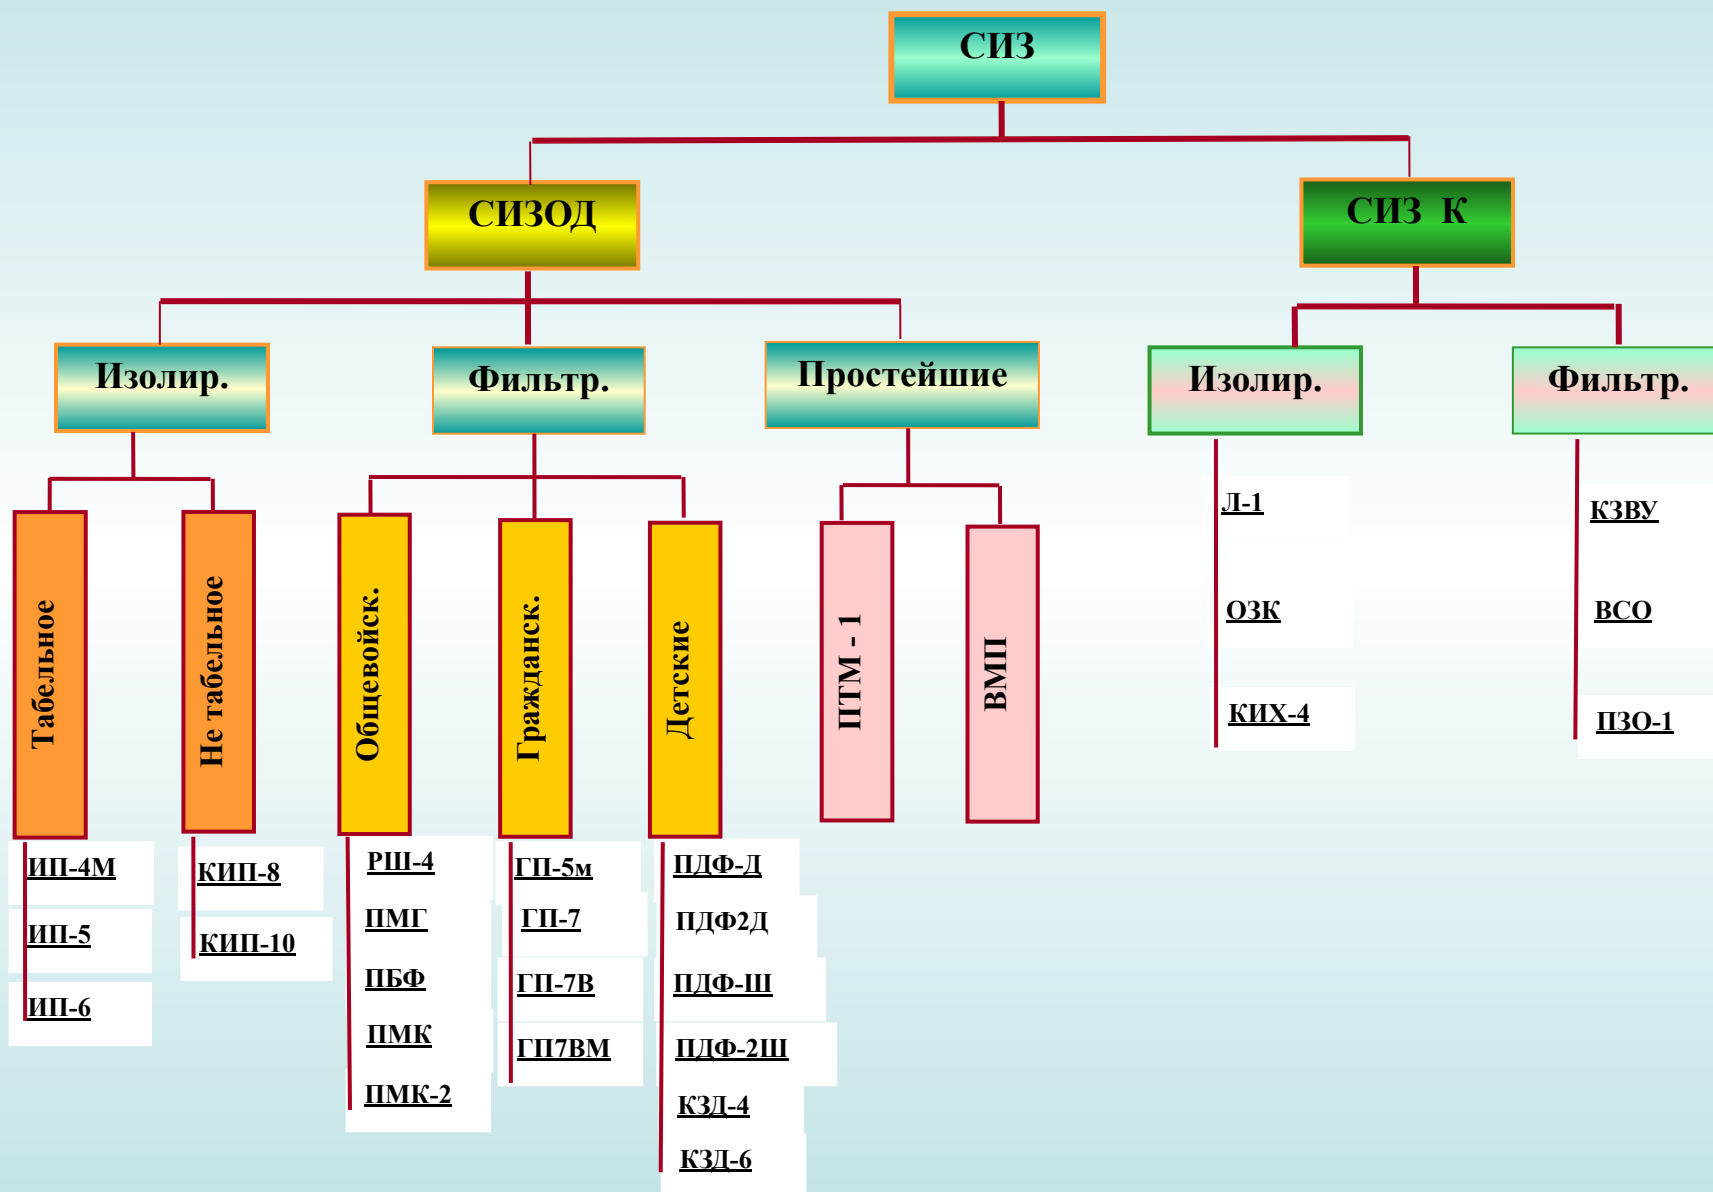 СИЗ
СИЗОД
СИЗ К
Изолир.
Фильтр.
Простейшие
Изолир.
Фильтр.
Табельное
Не табельное
Общевойск.
Гражданск.
Детские
ПТМ - 1
ВМП
Л-1
ОЗК
КИХ-4
КЗВУ
ВСО
ПЗО-1
ИП-4М
ИП-5
ИП-6
КИП-8
КИП-10
РШ-4
ПМГ
ПБФ
ПМК
ПМК-2
ГП-5м
ГП-7
ГП-7В
ГП7ВМ
ПДФ-Д
ПДФ2Д
ПДФ-Ш
ПДФ-2Ш
КЗД-4
КЗД-6